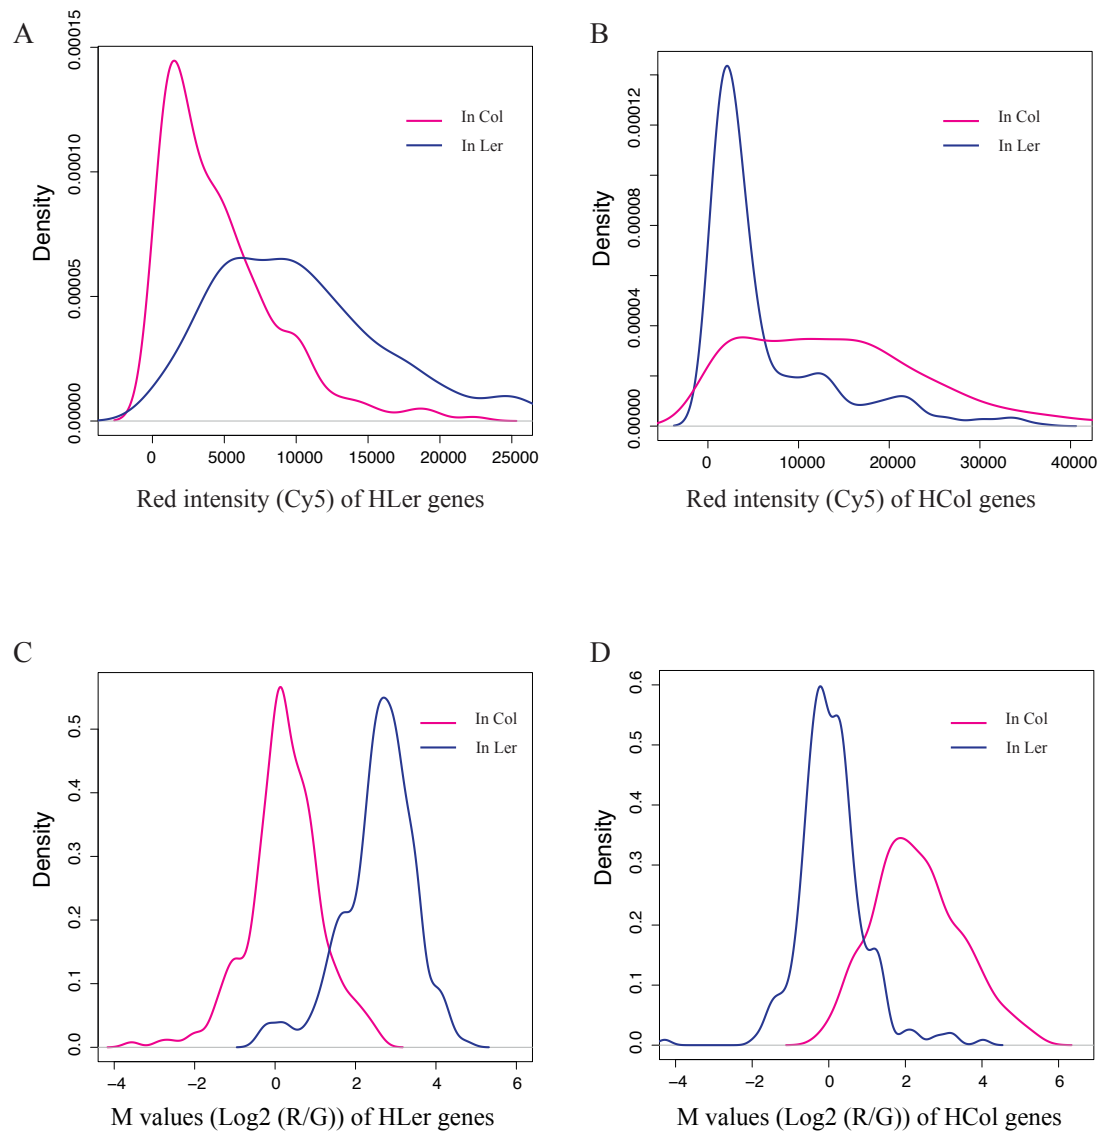 A
0.00015
0.00010
0.00005
0.00000
Density
In Col
In Ler
0 5000 10000 15000 20000 25000
Red intensity (Cy5) of HLer genes
B
0.00012
0.00008
0.00004
0.00000
Density
In Col
In Ler
0 10000 20000 30000 40000
Red intensity (Cy5) of HCol genes
C
0.5
0.4
0.3
0.2
0.1
0.0
Density
In Col
In Ler
−4 −2 0 2 4 6
M values (Log2 (R/G)) of HLer genes
D
0.6
0.5
0.4
0.3
0.2
0.1
0.0
Density
In Col
In Ler
−4 −2 0 2 4 6
M values (Log2 (R/G)) of HCol genes